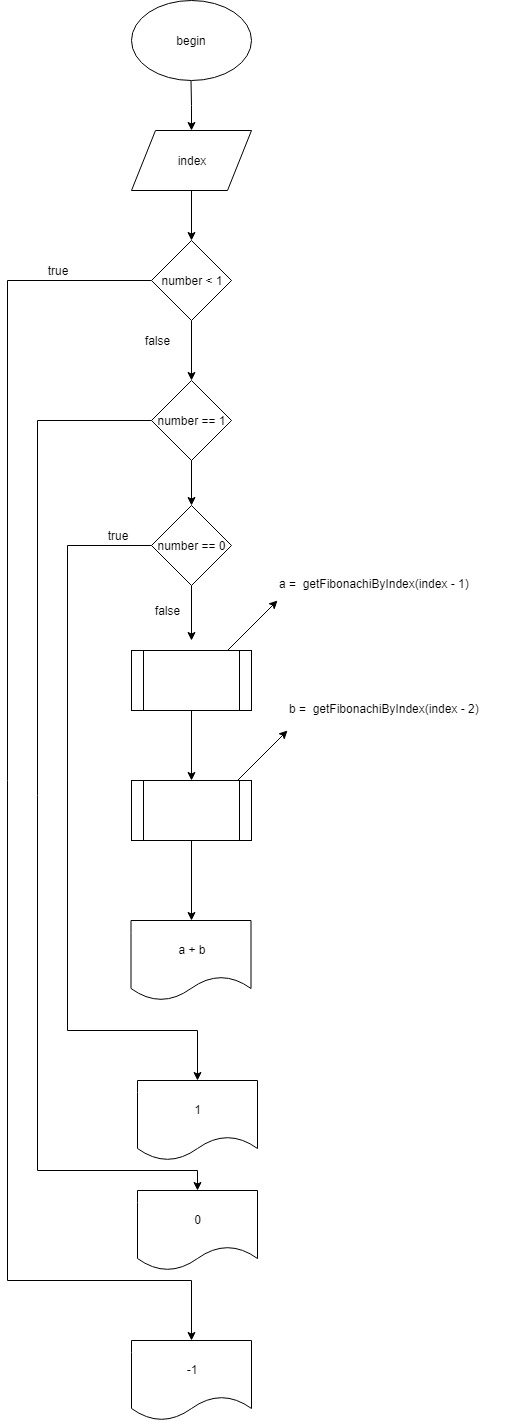 begin
index
true
number < 1
false
number == 1
true
number == 0
a =  getFibonachiByIndex(index - 1)
false
b =  getFibonachiByIndex(index - 2)
a + b
1
0
-1